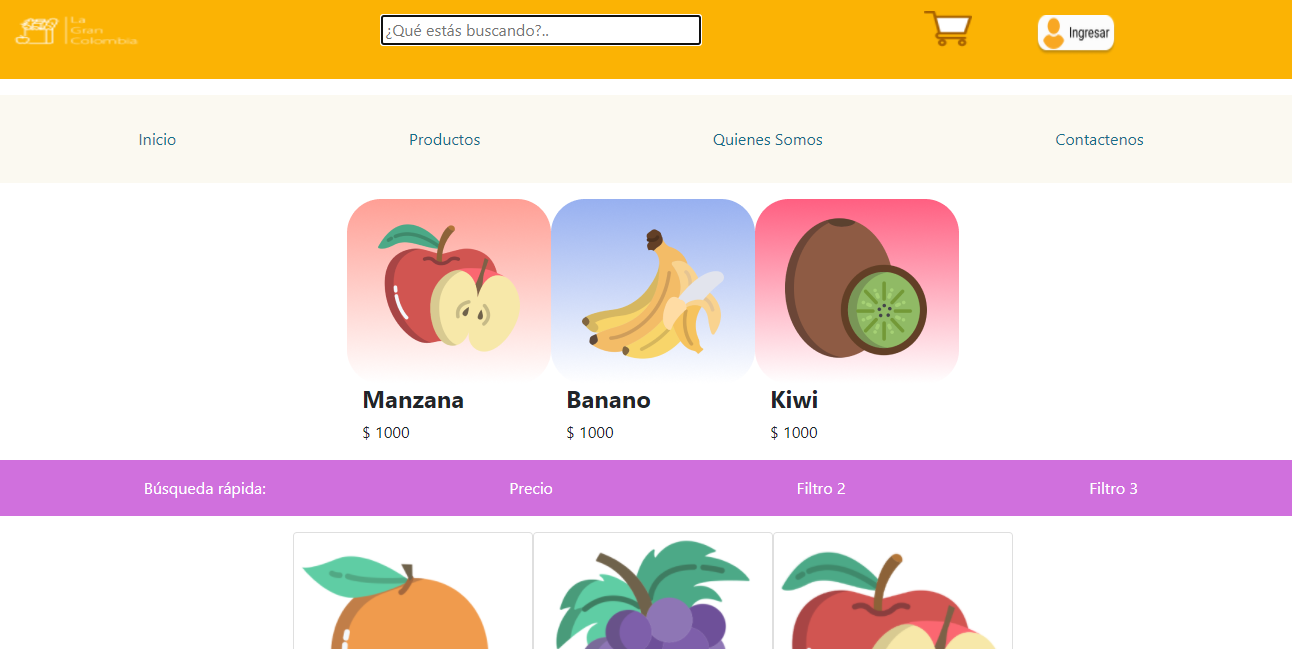 La
Gran
Colombia
¿Qué estás buscando?..
Ingresar
Inicio
Productos
Quienes Somos
Contactenos
Manzana
$ 1000
Banano
$ 1000
Kiwi
$ 1000
Búsqueda rápida:
Precio
Filtro 2
Filtro 3